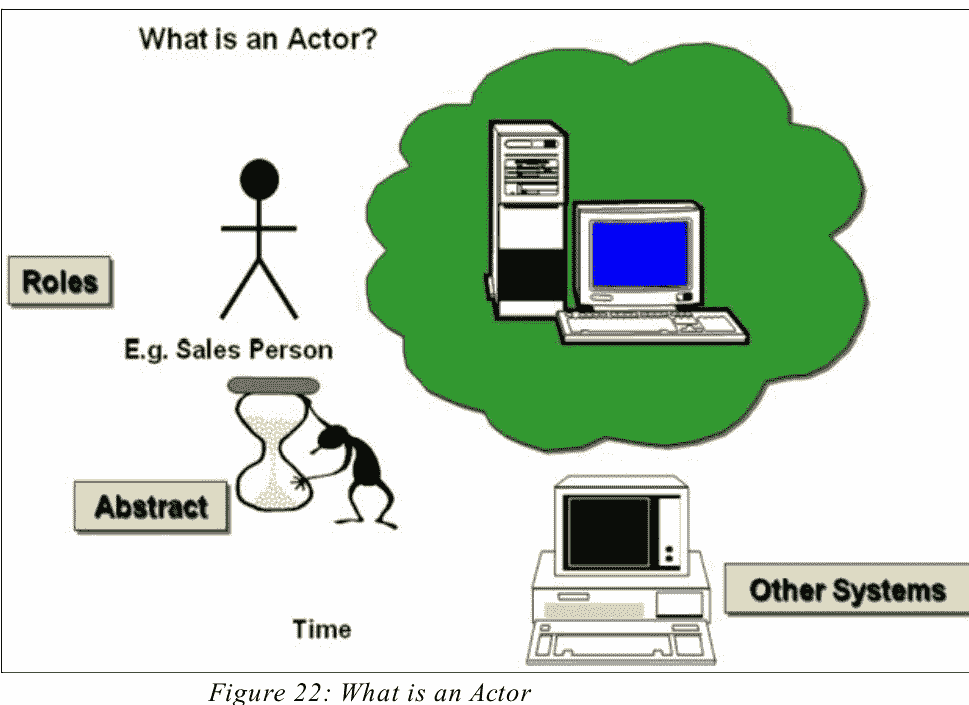 What is an Actor?
Roles
E.g. Sales Person
Abstract
Other Systems
Time
Figure 22: What is an Actor